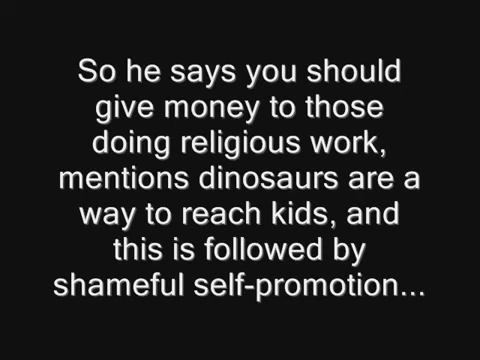 So he says you should
give money to those
doing religious work,
mentions dinosaurs are a
way to reach kids, and
this is followed by
shameful self-promotion...